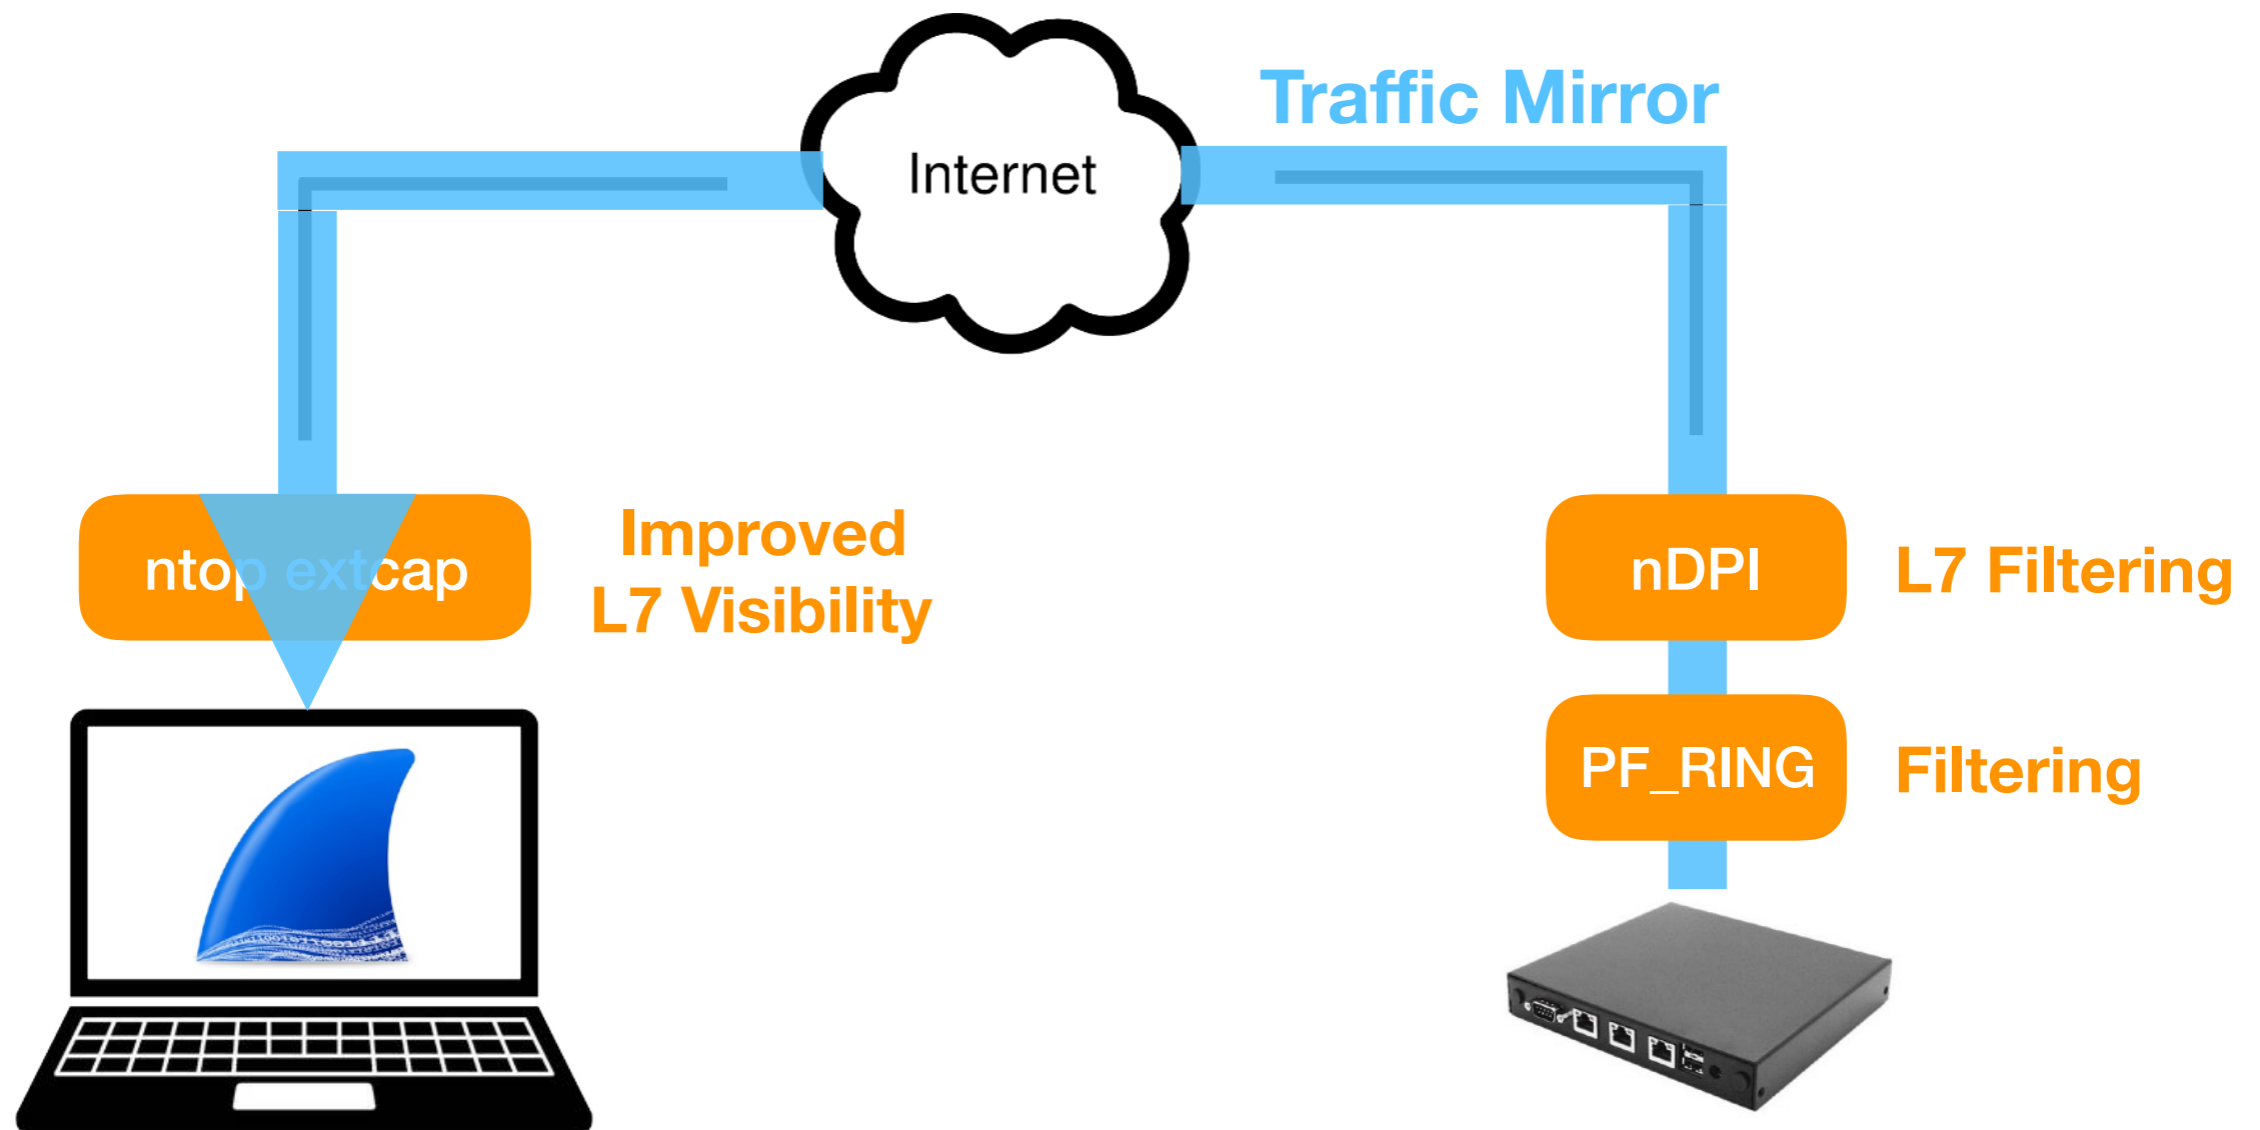 Traffic Mirror
Internet
ntop extcap
Improved
L7 Visibility
nDPI
L7 Filtering
PF_RING
Filtering